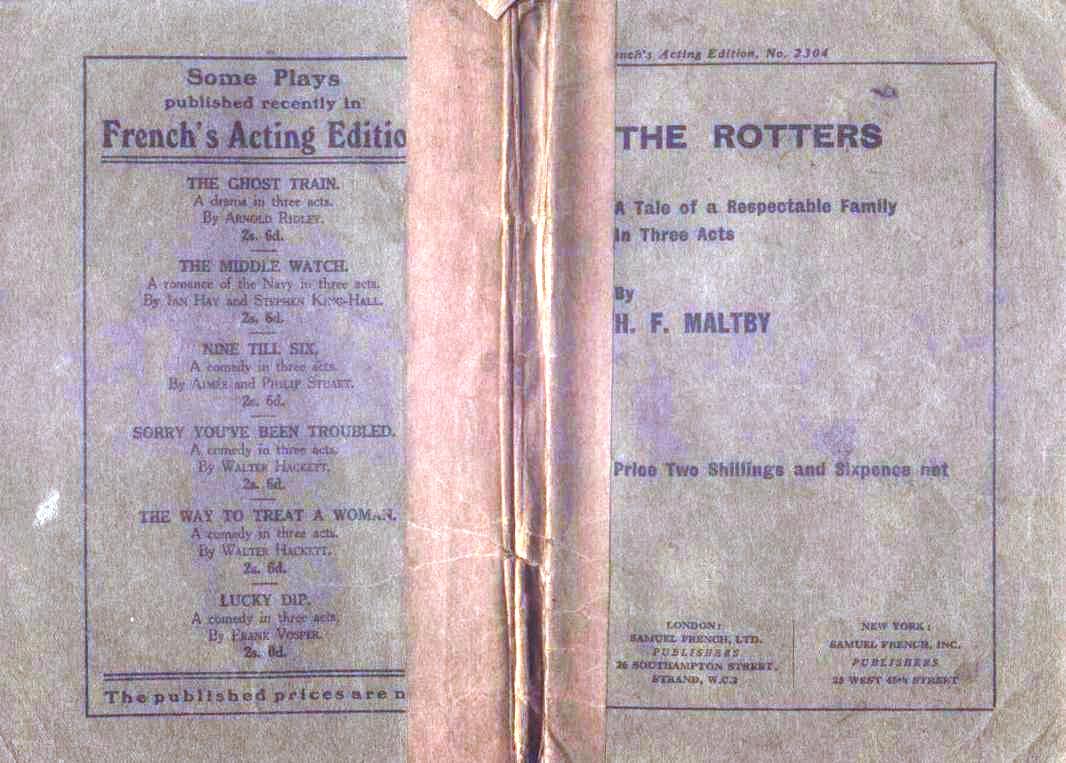 Some Plays
published recently in
French's Acting Editio
THE GHOST TRAIN.
A drama in three acts.
By ARNOLD RIDLEY.
2s. 6d.
THE MIDDLE WATCH.
A romance of the Navy in three acts.
By IAN HAY and STEPHEN KING-HALL.
2s. 6d.
NINE TILL SIX.
A comedy in three acts.
By AIMÉE and PHILIP STUART.
2s. 6d.
SORRY YOU'VE BEEN TROUBLED.
A comedy in three acts.
By WALTER HACKETT.
2s. 6d.
THE WAY TO TREAT A WOMAN.
A comedy in three acts.
By WALTER HACKETT.
2s. 6d.
LUCKY DIP.
A comedy in three acts.
By FRANK VOSPER.
2s. 6d.
The published prices are n
ench's Acting Edition, No. 2304
THE ROTTERS
A Tale of a Respectable Family
in Three Acts
By
H. F. MALTBY
Price Two Shillings and Sixpence net
LONDON:
SAMUEL FRENCH, LTD.
PUBLISHERS
26 SOUTHAMPTON STREET,
STRAND, W.C.2
NEW YORK:
SAMUEL FRENCH, INC.
PUBLISHERS
25 WEST 45TH STREET